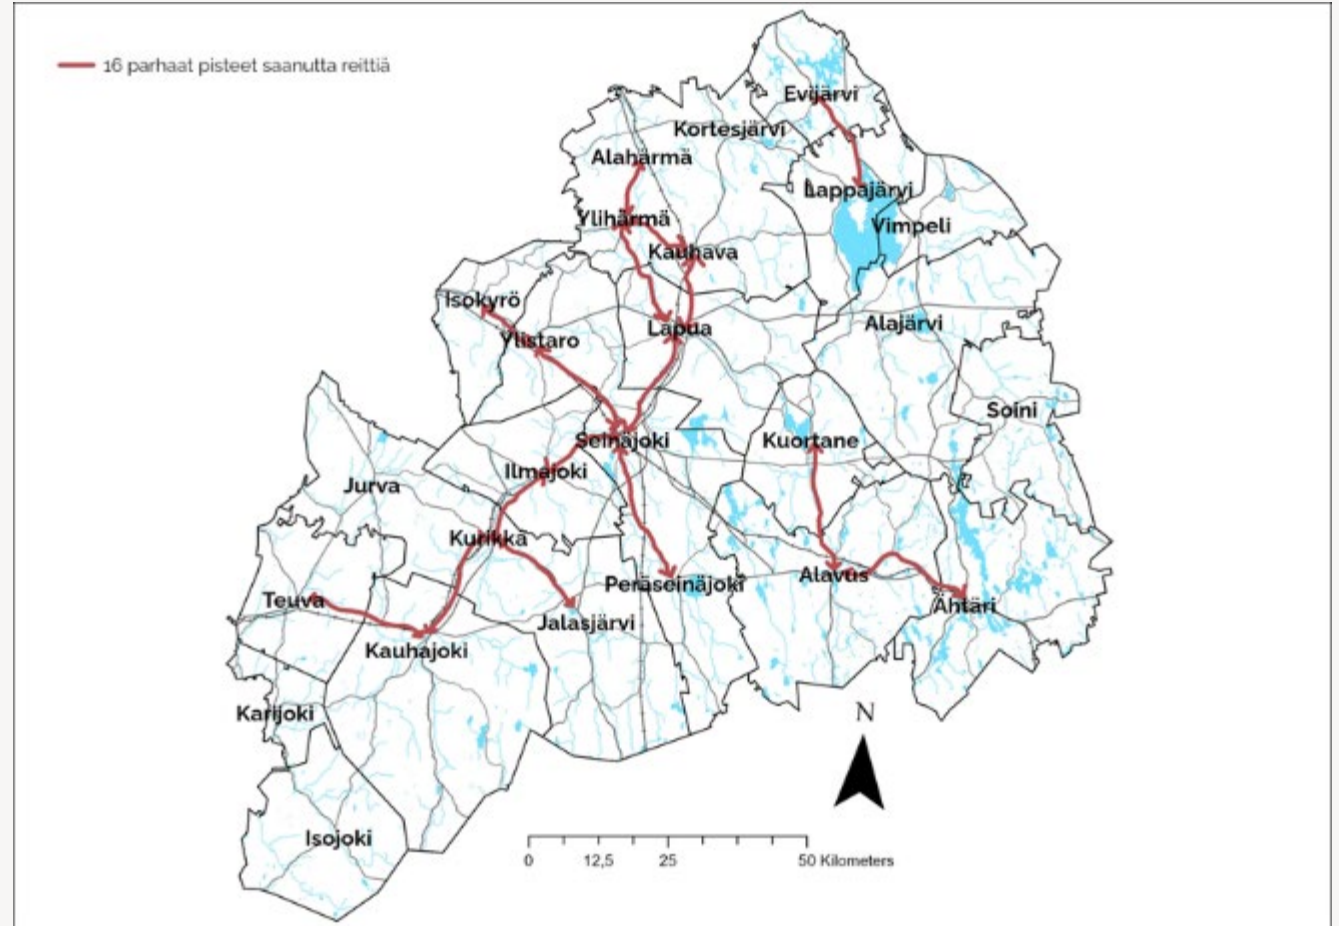 16 parhaat pisteet saanutta reittiä
Evijärvi
Kortesjärvi
Alahärmä
Lappajärvi
Ylihärmä
Vimpeli
Kauhava
Isokyrö
Lapua
Alajärvi
Ylistaro
Soini
Seinäjoki
Kuortane
Ilmajoki
Jurva
Kurikka
Alavus
Peräseinäjoki
Teuva
Ähtäri
Jalasjärvi
Kauhajoki
Karijoki
N
Isojoki
0 12,5 25 50 Kilometers